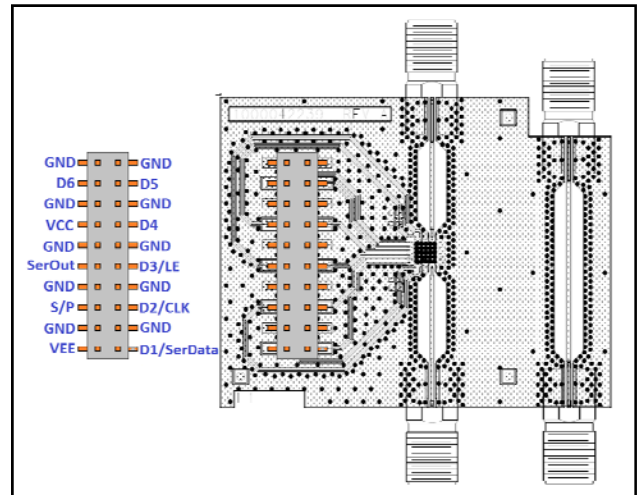 GND GND
D6 D5
GND GND
VCC D4
GND GND
SerOut D3/LE
GND GND
S/P D2/CLK
GND GND
VEE D1/SerData